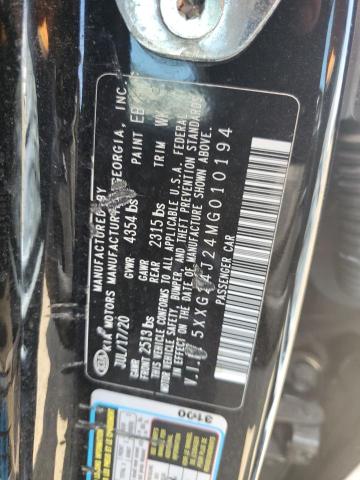 MANUFACTURED BY
KIA MOTORS MANUFACTURING GEORGIA, INC.
JUL/17/20 GVWR 4354 lbs PAINT EB
GAWR FRONT 2513 lbs GAWR REAR 2315 lbs TRIM
THIS VEHICLE CONFORMS TO ALL APPLICABLE U.S.A. FEDERAL
MOTOR VEHICLE SAFETY, BUMPER, AND THEFT PREVENTION STANDARDS
IN EFFECT ON THE DATE OF MANUFACTURE SHOWN ABOVE.
V.I.N 5XXG 4J24MG010194
PASSENGER CAR
3100